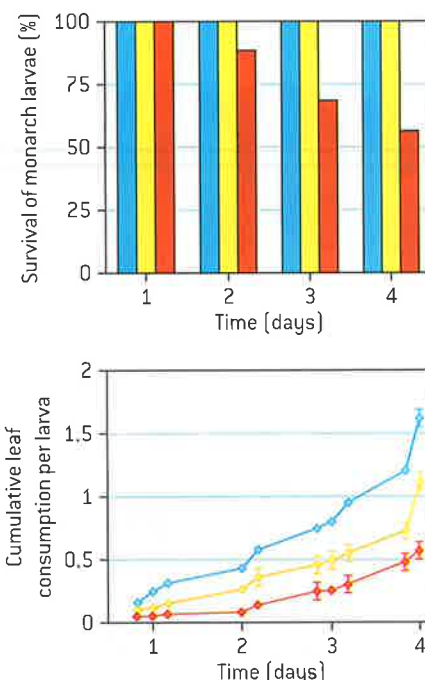 Survival of monarch larvae (%)
100
75
50
25
0
1 2 3 4
Time (days)
Cumulative leaf
consumption per larva
2
1.5
1
0.5
0
1 2 3 4
Time (days)